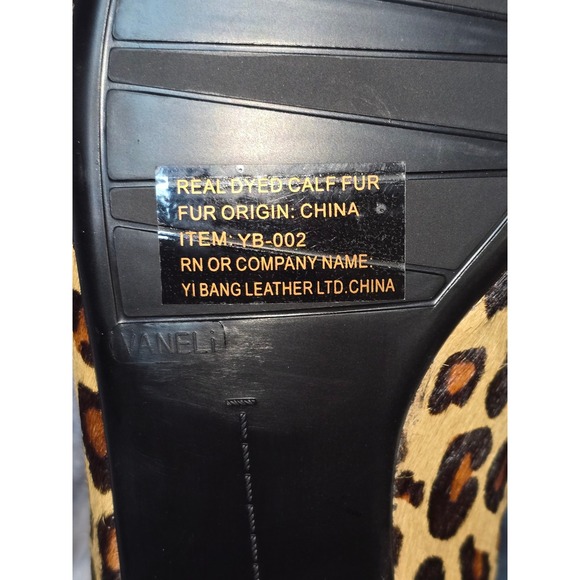 REAL DYED CALF FUR
FUR ORIGIN: CHINA
ITEM: YB-002
RN OR COMPANY NAME:
YI BANG LEATHER LTD.CHINA
VANELi